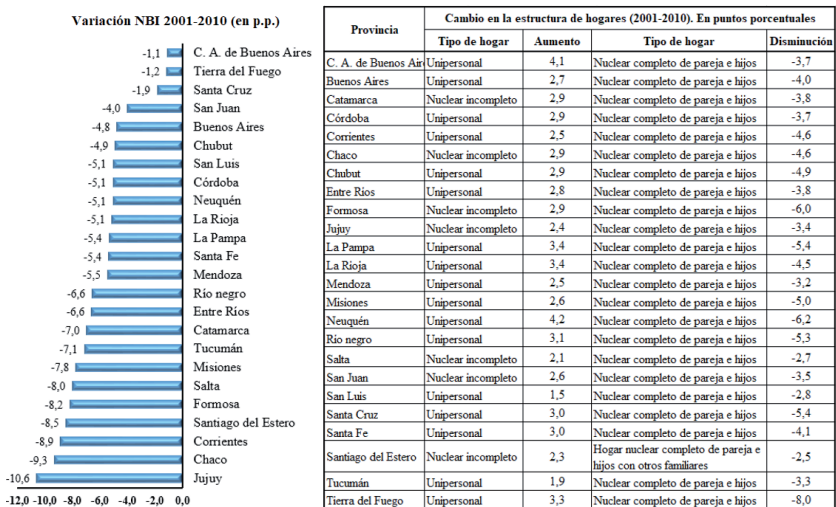 Variación NBI 2001-2010 (en p.p.)
-1,1 C. A. de Buenos Aires
-1,2 Tierra del Fuego
-1,9 Santa Cruz
-4,0 San Juan
-4,8 Buenos Aires
-4,9 Chubut
-5,1 San Luis
-5,1 Córdoba
-5,1 Neuquén
-5,1 La Rioja
-5,4 La Pampa
-5,4 Santa Fe
-5,5 Mendoza
-6,6 Río negro
-6,6 Entre Ríos
-7,0 Catamarca
-7,1 Tucumán
-7,8 Misiones
-8,0 Salta
-8,2 Formosa
-8,5 Santiago del Estero
-8,9 Corrientes
-9,3 Chaco
-10,6 Jujuy
-12,0 -10,0 -8,0 -6,0 -4,0 -2,0 0,0
Provincia
Cambio en la estructura de hogares (2001-2010). En puntos porcentuales
Tipo de hogar Aumento Tipo de hogar Disminución
C. A. de Buenos Air Unipersonal 4,1 Nuclear completo de pareja e hijos -3,7
Buenos Aires Unipersonal 2,7 Nuclear completo de pareja e hijos -4,0
Catamarca Nuclear incompleto 2,9 Nuclear completo de pareja e hijos -3,8
Córdoba Unipersonal 2,9 Nuclear completo de pareja e hijos -3,7
Corrientes Unipersonal 2,5 Nuclear completo de pareja e hijos -4,6
Chaco Nuclear incompleto 2,9 Nuclear completo de pareja e hijos -4,6
Chubut Unipersonal 2,9 Nuclear completo de pareja e hijos -4,9
Entre Ríos Unipersonal 2,8 Nuclear completo de pareja e hijos -3,8
Formosa Nuclear incompleto 2,9 Nuclear completo de pareja e hijos -6,0
Jujuy Nuclear incompleto 2,4 Nuclear completo de pareja e hijos -3,4
La Pampa Unipersonal 3,4 Nuclear completo de pareja e hijos -5,4
La Rioja Unipersonal 3,4 Nuclear completo de pareja e hijos -4,5
Mendoza Unipersonal 2,5 Nuclear completo de pareja e hijos -3,2
Misiones Unipersonal 2,6 Nuclear completo de pareja e hijos -5,0
Neuquén Unipersonal 4,2 Nuclear completo de pareja e hijos -6,2
Río negro Unipersonal 3,1 Nuclear completo de pareja e hijos -5,3
Salta Nuclear incompleto 2,1 Nuclear completo de pareja e hijos -2,7
San Juan Nuclear incompleto 2,6 Nuclear completo de pareja e hijos -3,5
San Luis Unipersonal 1,5 Nuclear completo de pareja e hijos -2,8
Santa Cruz Unipersonal 3,0 Nuclear completo de pareja e hijos -5,4
Santa Fe Unipersonal 3,0 Nuclear completo de pareja e hijos -4,1
Santiago del Estero Nuclear incompleto 2,3 Hogar nuclear completo de pareja e
hijos con otros familiares -2,5
Tucumán Unipersonal 1,9 Nuclear completo de pareja e hijos -3,3
Tierra del Fuego Unipersonal 3,3 Nuclear completo de pareja e hijos -8,0